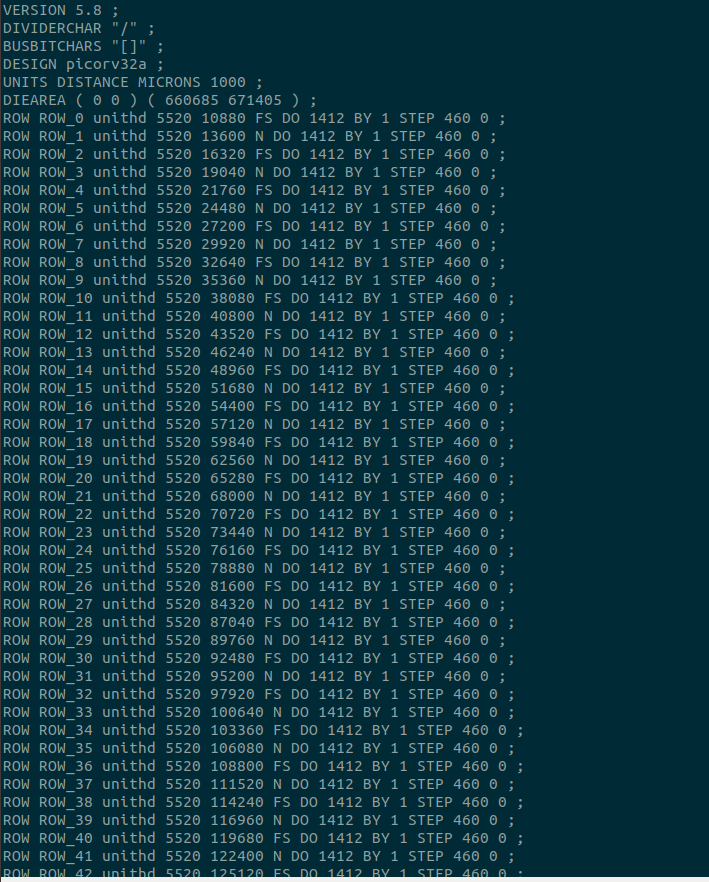 VERSION 5.8 ;
DIVIDERCHAR "/" ;
BUSBITCHARS "[]" ;
DESIGN picorv32a ;
UNITS DISTANCE MICRONS 1000 ;
DIEAREA ( 0 0 ) ( 660685 671405 ) ;
ROW ROW_0 unithd 5520 10880 FS DO 1412 BY 1 STEP 460 0 ;
ROW ROW_1 unithd 5520 13600 N DO 1412 BY 1 STEP 460 0 ;
ROW ROW_2 unithd 5520 16320 FS DO 1412 BY 1 STEP 460 0 ;
ROW ROW_3 unithd 5520 19040 N DO 1412 BY 1 STEP 460 0 ;
ROW ROW_4 unithd 5520 21760 FS DO 1412 BY 1 STEP 460 0 ;
ROW ROW_5 unithd 5520 24480 N DO 1412 BY 1 STEP 460 0 ;
ROW ROW_6 unithd 5520 27200 FS DO 1412 BY 1 STEP 460 0 ;
ROW ROW_7 unithd 5520 29920 N DO 1412 BY 1 STEP 460 0 ;
ROW ROW_8 unithd 5520 32640 FS DO 1412 BY 1 STEP 460 0 ;
ROW ROW_9 unithd 5520 35360 N DO 1412 BY 1 STEP 460 0 ;
ROW ROW_10 unithd 5520 38080 FS DO 1412 BY 1 STEP 460 0 ;
ROW ROW_11 unithd 5520 40800 N DO 1412 BY 1 STEP 460 0 ;
ROW ROW_12 unithd 5520 43520 FS DO 1412 BY 1 STEP 460 0 ;
ROW ROW_13 unithd 5520 46240 N DO 1412 BY 1 STEP 460 0 ;
ROW ROW_14 unithd 5520 48960 FS DO 1412 BY 1 STEP 460 0 ;
ROW ROW_15 unithd 5520 51680 N DO 1412 BY 1 STEP 460 0 ;
ROW ROW_16 unithd 5520 54400 FS DO 1412 BY 1 STEP 460 0 ;
ROW ROW_17 unithd 5520 57120 N DO 1412 BY 1 STEP 460 0 ;
ROW ROW_18 unithd 5520 59840 FS DO 1412 BY 1 STEP 460 0 ;
ROW ROW_19 unithd 5520 62560 N DO 1412 BY 1 STEP 460 0 ;
ROW ROW_20 unithd 5520 65280 FS DO 1412 BY 1 STEP 460 0 ;
ROW ROW_21 unithd 5520 68000 N DO 1412 BY 1 STEP 460 0 ;
ROW ROW_22 unithd 5520 70720 FS DO 1412 BY 1 STEP 460 0 ;
ROW ROW_23 unithd 5520 73440 N DO 1412 BY 1 STEP 460 0 ;
ROW ROW_24 unithd 5520 76160 FS DO 1412 BY 1 STEP 460 0 ;
ROW ROW_25 unithd 5520 78880 N DO 1412 BY 1 STEP 460 0 ;
ROW ROW_26 unithd 5520 81600 FS DO 1412 BY 1 STEP 460 0 ;
ROW ROW_27 unithd 5520 84320 N DO 1412 BY 1 STEP 460 0 ;
ROW ROW_28 unithd 5520 87040 FS DO 1412 BY 1 STEP 460 0 ;
ROW ROW_29 unithd 5520 89760 N DO 1412 BY 1 STEP 460 0 ;
ROW ROW_30 unithd 5520 92480 FS DO 1412 BY 1 STEP 460 0 ;
ROW ROW_31 unithd 5520 95200 N DO 1412 BY 1 STEP 460 0 ;
ROW ROW_32 unithd 5520 97920 FS DO 1412 BY 1 STEP 460 0 ;
ROW ROW_33 unithd 5520 100640 N DO 1412 BY 1 STEP 460 0 ;
ROW ROW_34 unithd 5520 103360 FS DO 1412 BY 1 STEP 460 0 ;
ROW ROW_35 unithd 5520 106080 N DO 1412 BY 1 STEP 460 0 ;
ROW ROW_36 unithd 5520 108800 FS DO 1412 BY 1 STEP 460 0 ;
ROW ROW_37 unithd 5520 111520 N DO 1412 BY 1 STEP 460 0 ;
ROW ROW_38 unithd 5520 114240 FS DO 1412 BY 1 STEP 460 0 ;
ROW ROW_39 unithd 5520 116960 N DO 1412 BY 1 STEP 460 0 ;
ROW ROW_40 unithd 5520 119680 FS DO 1412 BY 1 STEP 460 0 ;
ROW ROW_41 unithd 5520 122400 N DO 1412 BY 1 STEP 460 0 ;
ROW ROW_42 unithd 5520 125120 FS DO 1412 BY 1 STEP 460 0 ;